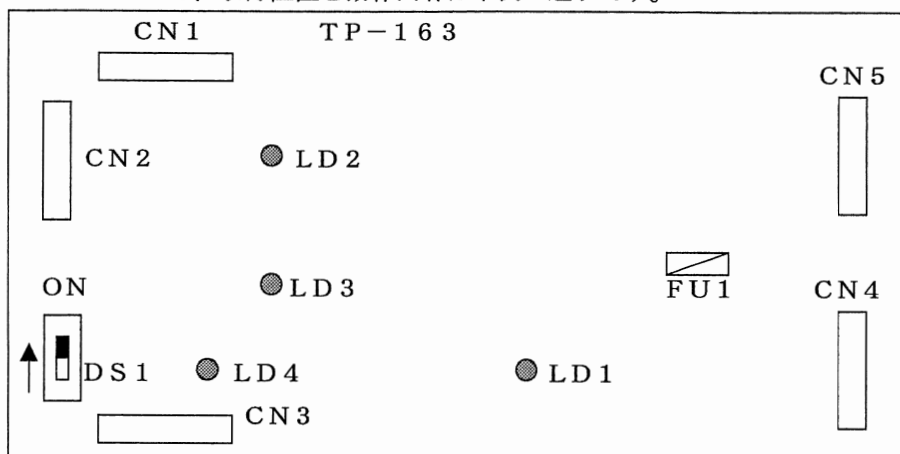 CN1
TP-163
CN5
CN2
LD2
ON
LD3
FU1
CN4
DS1
LD4
LD1
CN3